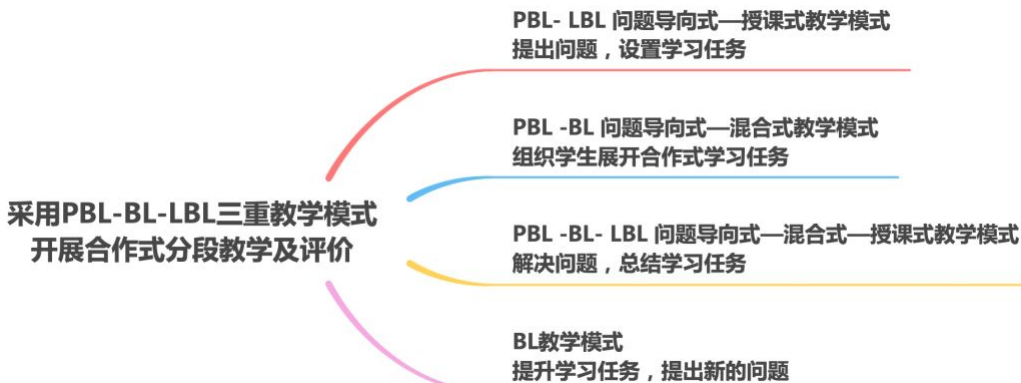 PBL- LBL 问题导向式—授课式教学模式
提出问题，设置学习任务
PBL -BL 问题导向式—混合式教学模式
组织学生展开合作式学习任务
采用PBL-BL-LBL三重教学模式
开展合作式分段教学及评价
PBL -BL- LBL 问题导向式—混合式—授课式教学模式
解决问题，总结学习任务
BL教学模式
提升学习任务，提出新的问题